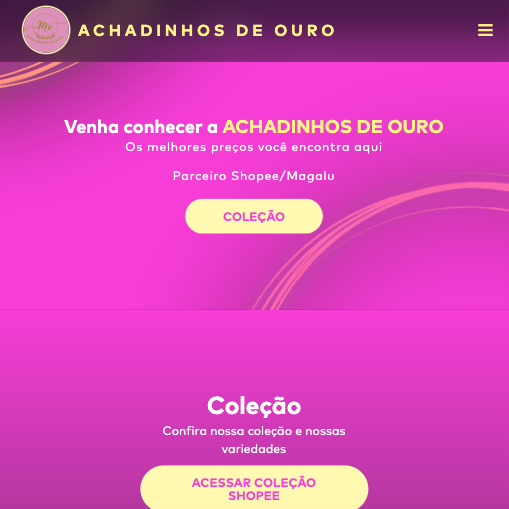 ACHADINHOS DE OURO
Venha conhecer a ACHADINHOS DE OURO
Os melhores preços você encontra aqui
Parceiro Shopee/Magalu
COLEÇÃO
Coleção
Confira nossa coleção e nossas
variedades
ACESSAR COLEÇÃO
SHOPEE